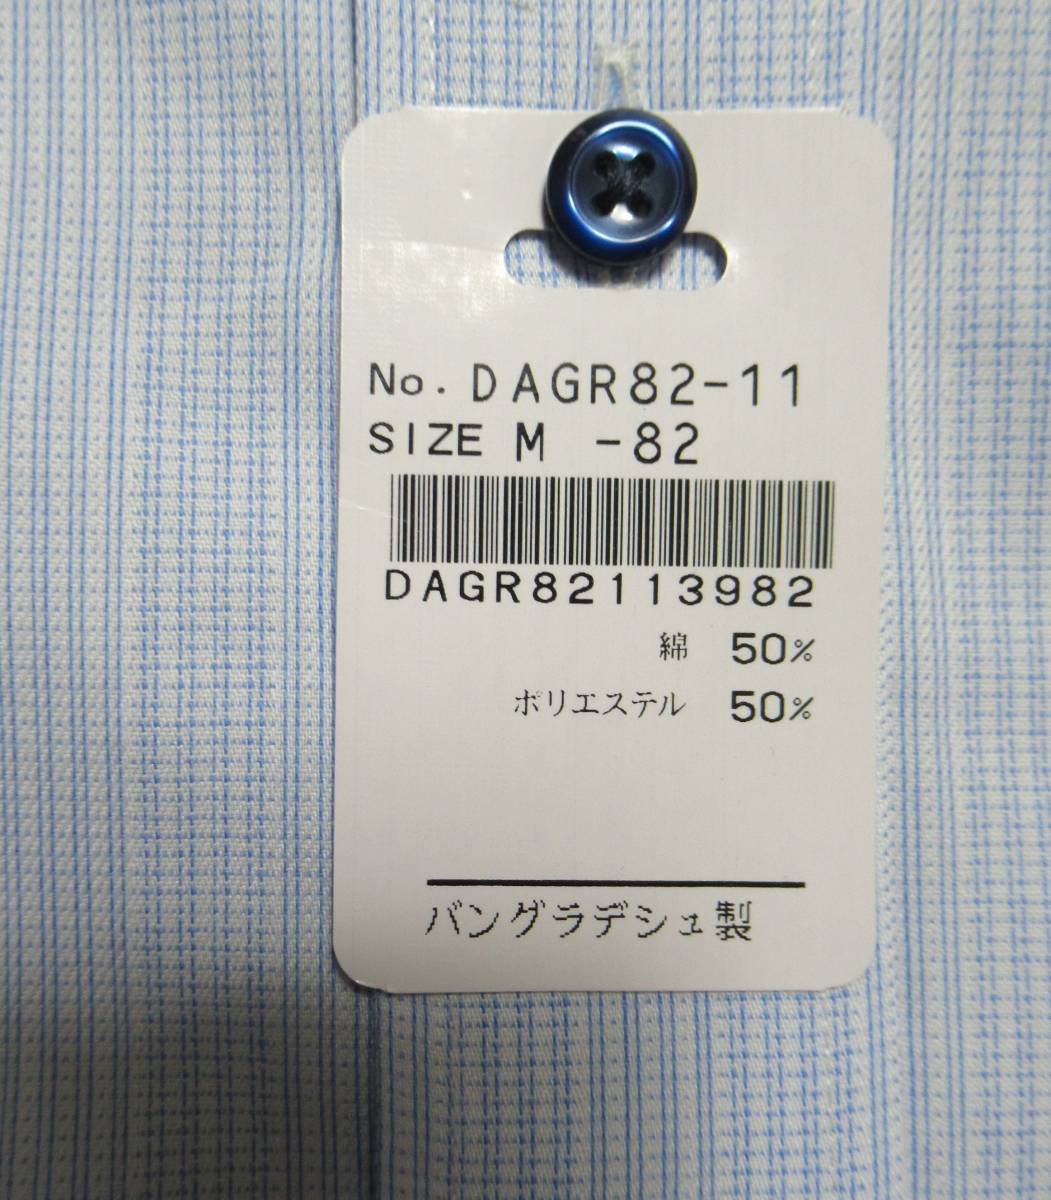 No. DAGR82-11
SIZE M -82
DAGR82113982
綿 50%
ポリエステル 50%
バングラデシュ製